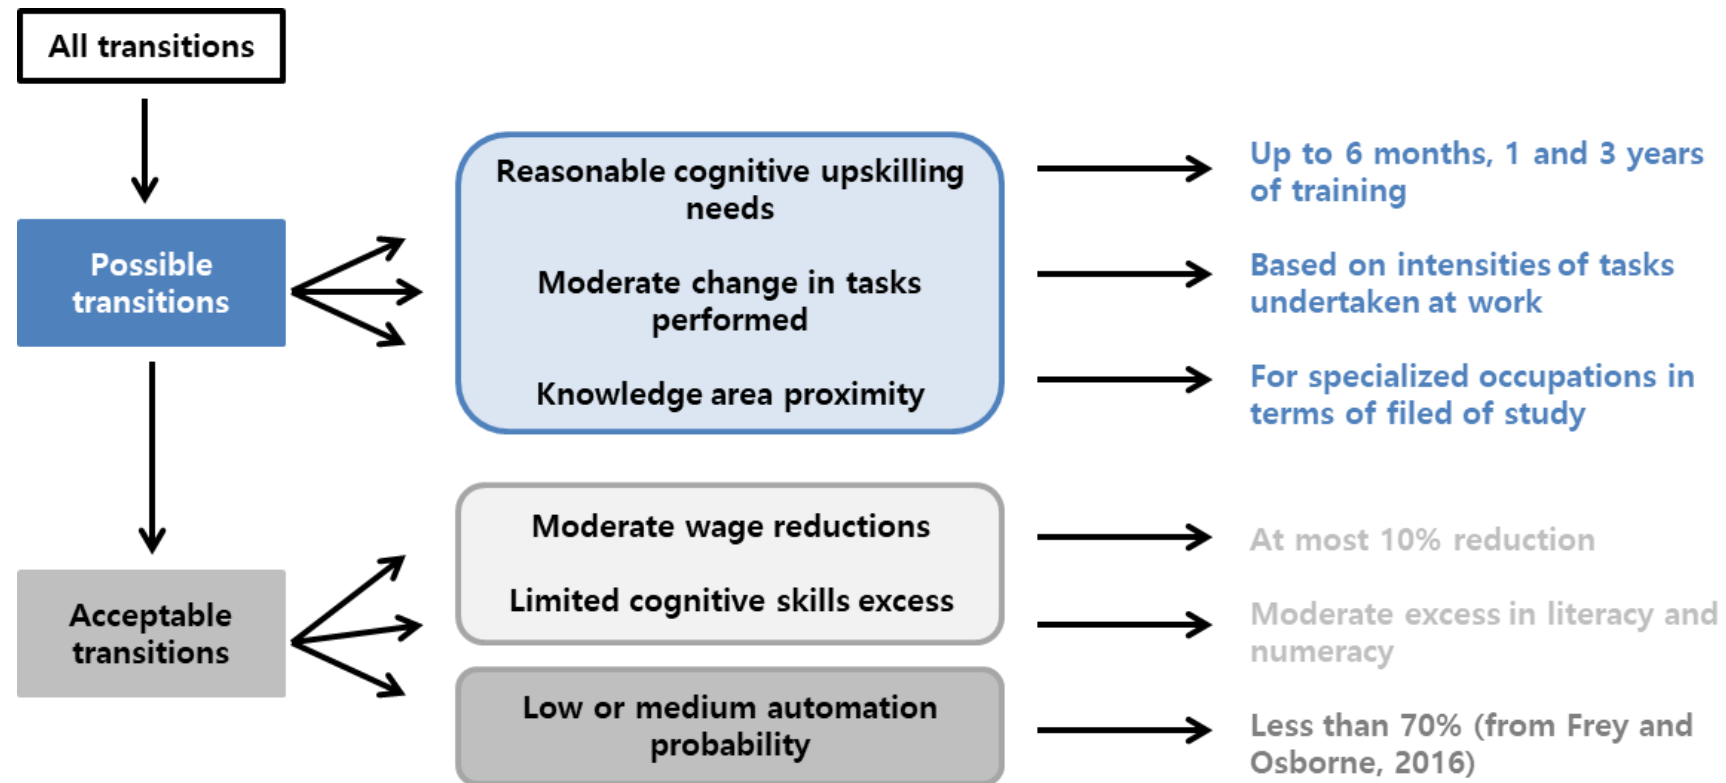 All transitions
Possible
transitions
Reasonable cognitive upskilling
needs
Moderate change in tasks
performed
Knowledge area proximity
Up to 6 months, 1 and 3 years
of training
Based on intensities of tasks
undertaken at work
For specialized occupations in
terms of filed of study
Acceptable
transitions
Moderate wage reductions
Limited cognitive skills excess
Low or medium automation
probability
At most 10% reduction
Moderate excess in literacy and
numeracy
Less than 70% (from Frey and
Osborne, 2016)